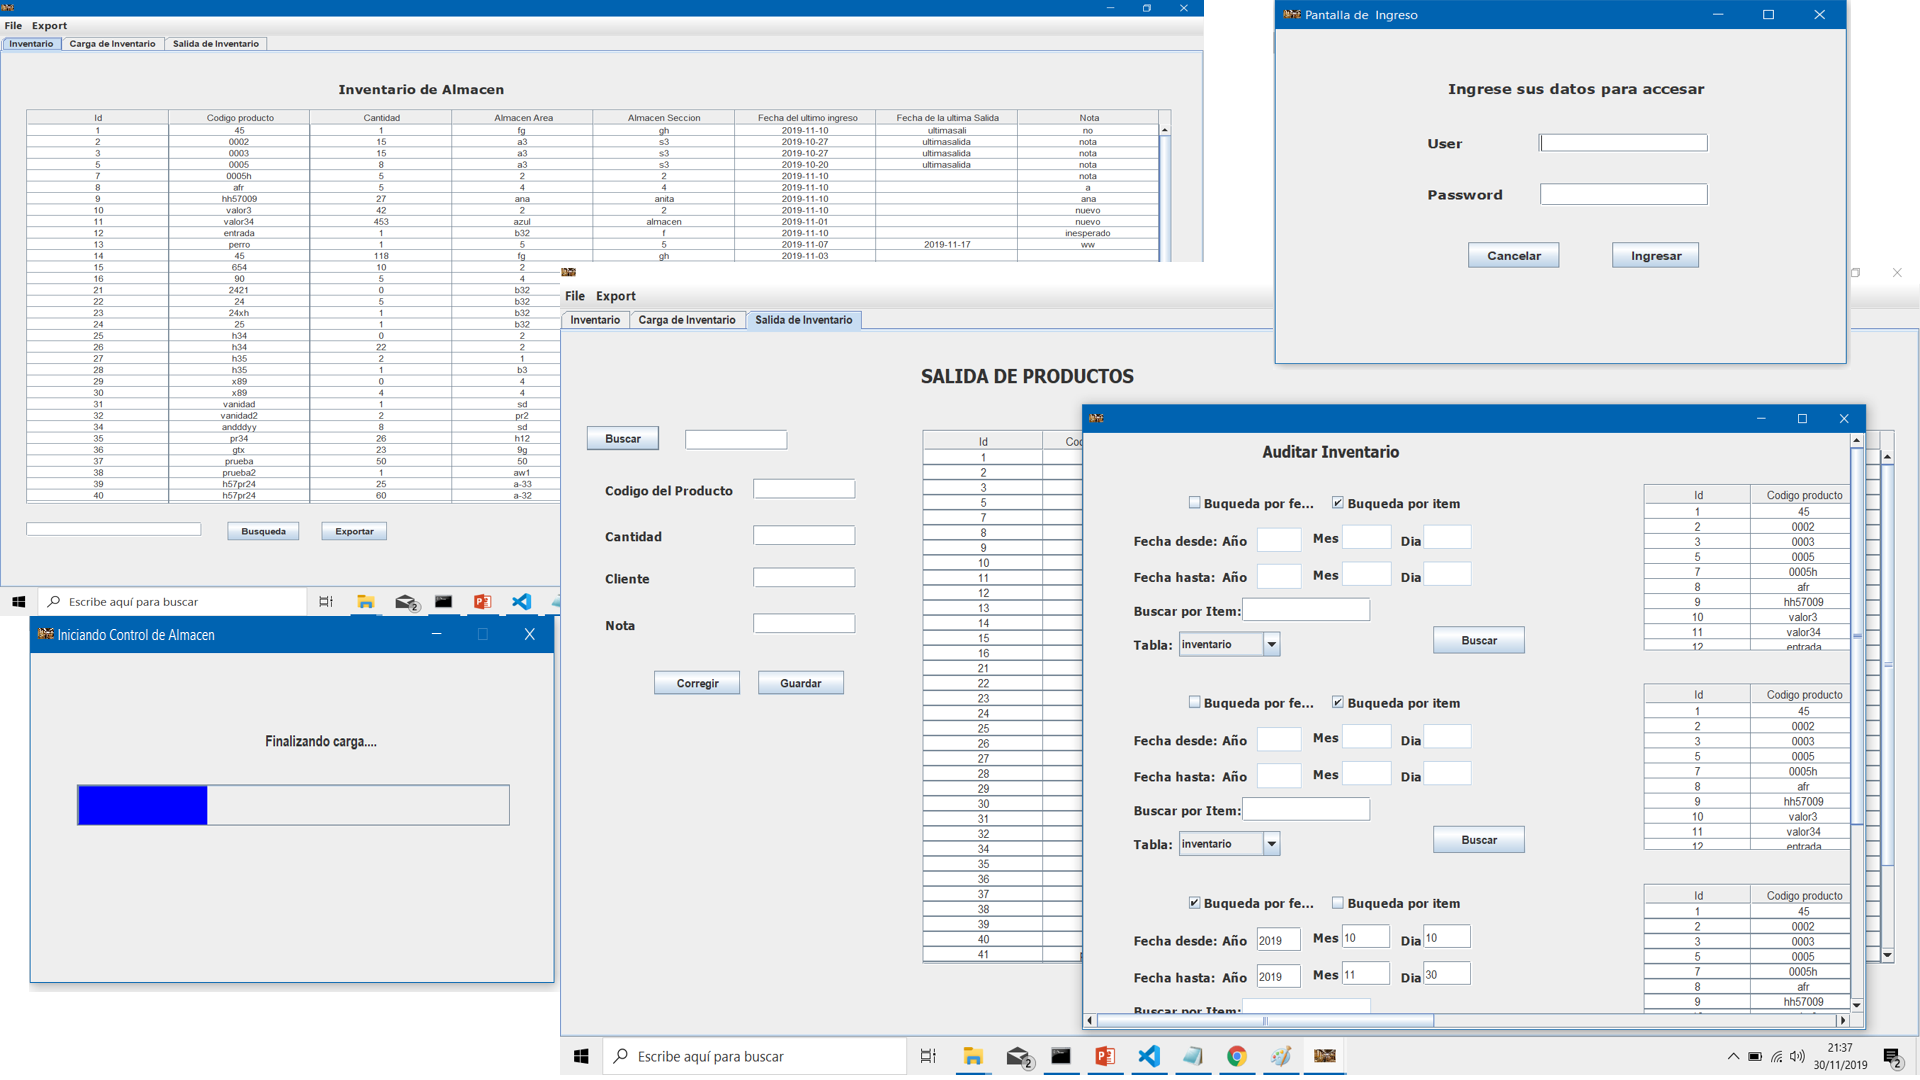 File Export
Inventario Carga de Inventario Salida de Inventario
Inventario de Almacen
Id Codigo producto Cantidad Almacen Area Almacen Seccion Fecha del ultimo ingreso Fecha de la ultima Salida Nota
1 45 1 fg gh 2019-11-10 ultimasali no
2 0002 15 a3 s3 2019-10-27 ultimasalida nota
3 0003 15 a3 s3 2019-10-27 ultimasalida nota
5 0005 8 a3 s3 2019-10-20 ultimasalida nota
7 0005h 5 2 2 2019-11-10 nota
8 afr 5 4 4 2019-11-10 a
9 hh57009 27 ana anita 2019-11-10 ana
10 valor3 42 2 2 2019-11-10 nuevo
11 valor34 453 azul almacen 2019-11-01 nuevo
12 entrada 1 b32 f 2019-11-10 inesperado
13 perro 1 5 5 2019-11-07 2019-11-17 ww
14 45 118 fg gh 2019-11-03
15 654 10 2
16 90 5 4
21 2421 0 b32
22 24 5 b32
23 24xh 1 b32
24 25 1 b32
25 h34 0 2
26 h34 22 2
27 h35 2 1
28 h35 1 b3
29 x89 0 4
30 x89 4 4
31 vanidad 1 sd
32 vanidad2 2 pr2
34 andddyy 8 sd
35 pr34 26 h12
36 gtx 23 9g
37 prueba 50 50
38 prueba2 1 aw1
39 h57pr24 25 a-33
40 h57pr24 60 a-32
Busqueda Exportar
Escribe aquí para buscar
2
Pantalla de Ingreso
Ingrese sus datos para accesar
User
Password
Cancelar Ingresar
Iniciando Control de Almacen
Finalizando carga....
File Export
Inventario Carga de Inventario Salida de Inventario
SALIDA DE PRODUCTOS
Buscar
Codigo del Producto
Cantidad
Cliente
Nota
Corregir Guardar
Id
1
2
3
5
7
8
9
10
11
12
13
14
15
16
21
22
23
24
25
26
27
28
29
30
31
32
34
35
36
37
38
39
40
41
Auditar Inventario
Buqueda por fe... Buqueda por item
Fecha desde: Año Mes Dia
Fecha hasta: Año Mes Dia
Buscar por Item:
Tabla: inventario Buscar
Id Codigo producto
1 45
2 0002
3 0003
5 0005
7 0005h
8 afr
9 hh57009
10 valor3
11 valor34
12 entrada
Buqueda por fe... Buqueda por item
Fecha desde: Año Mes Dia
Fecha hasta: Año Mes Dia
Buscar por Item:
Tabla: inventario Buscar
Id Codigo producto
1 45
2 0002
3 0003
5 0005
7 0005h
8 afr
9 hh57009
10 valor3
11 valor34
12 entrada
Buqueda por fe... Buqueda por item
Fecha desde: Año 2019 Mes 10 Dia 10
Fecha hasta: Año 2019 Mes 11 Dia 30
Buscar por Item:
Id Codigo producto
1 45
2 0002
3 0003
5 0005
7 0005h
8 afr
9 hh57009
Escribe aquí para buscar
2
21:37
30/11/2019
2